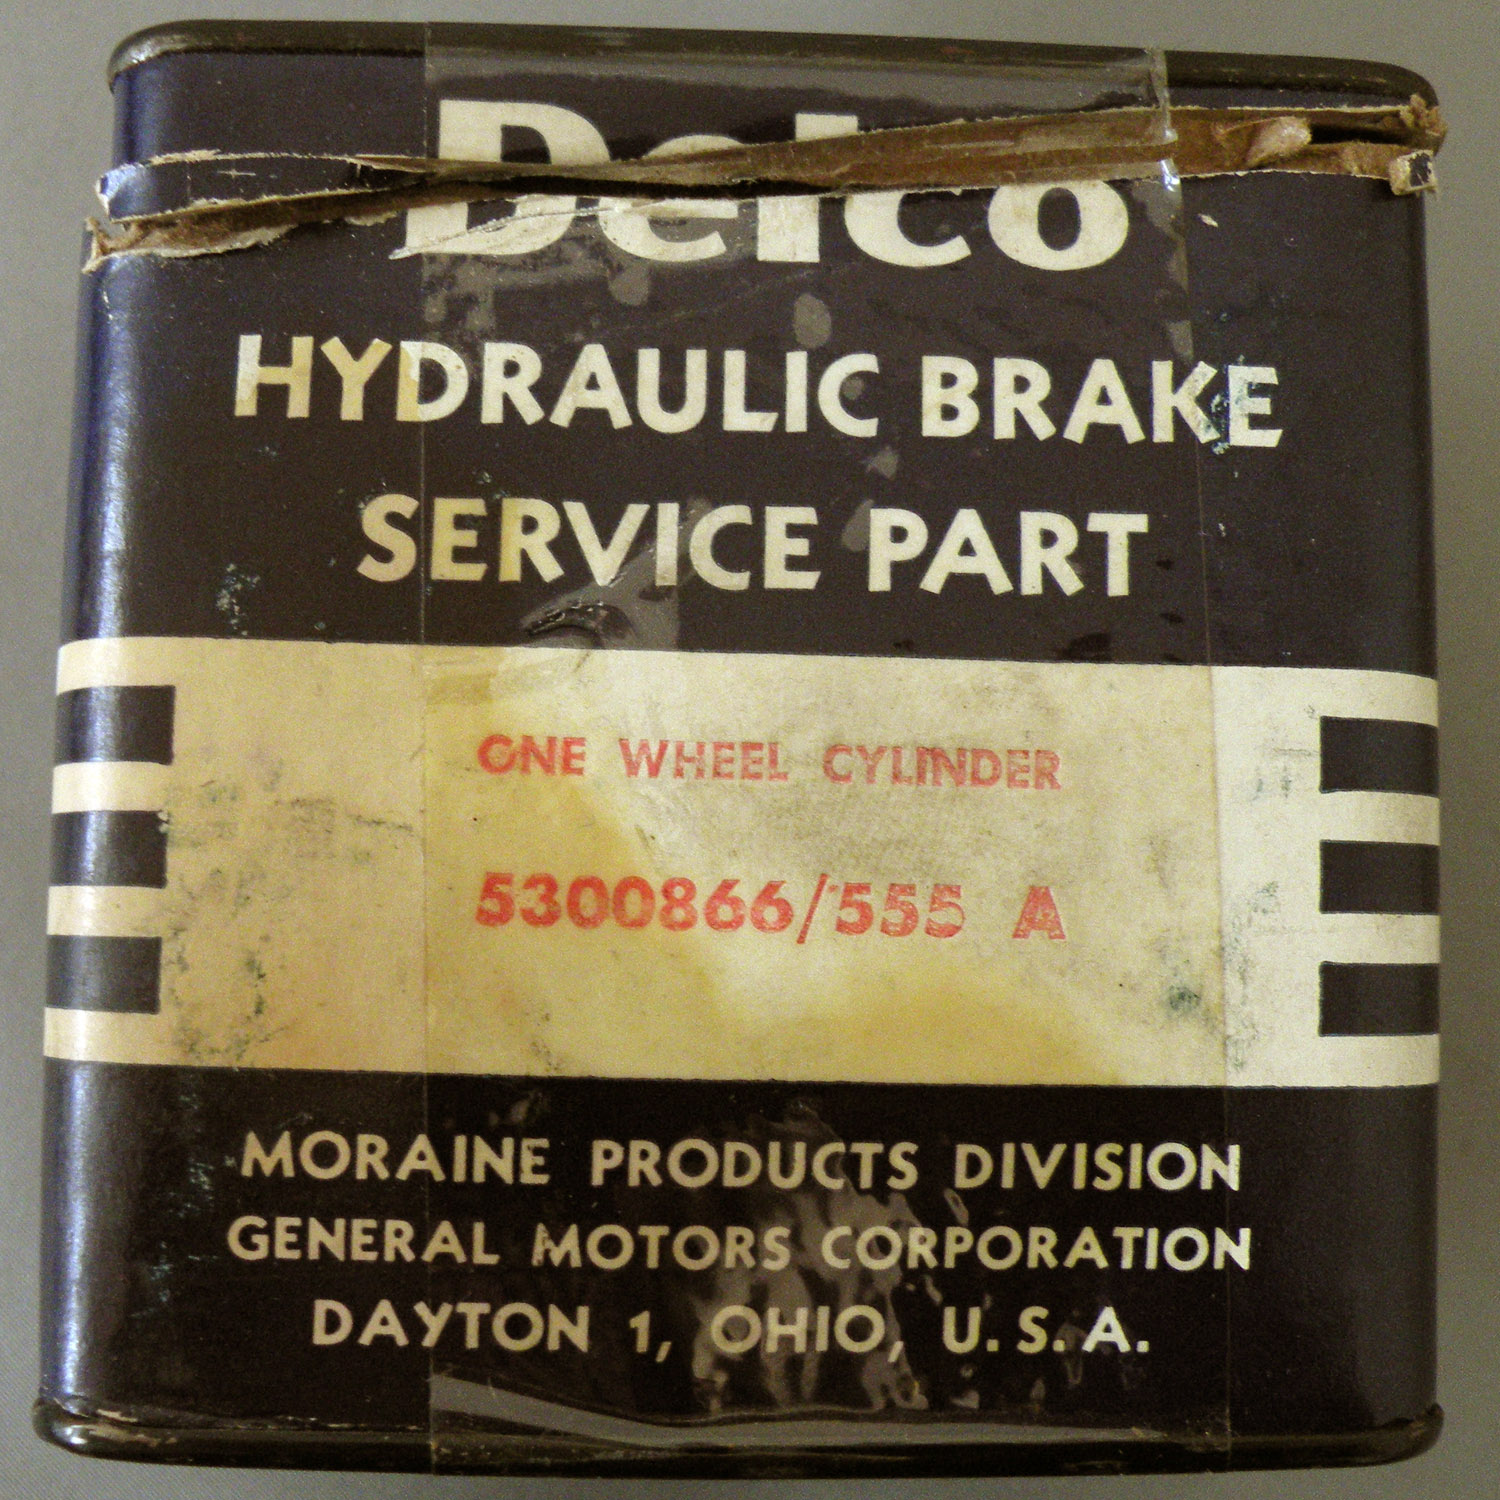 Delco
HYDRAULIC BRAKE
SERVICE PART
ONE WHEEL CYLINDER
5300866/555 A
MORAINE PRODUCTS DIVISION
GENERAL MOTORS CORPORATION
DAYTON 1, OHIO, U. S. A.